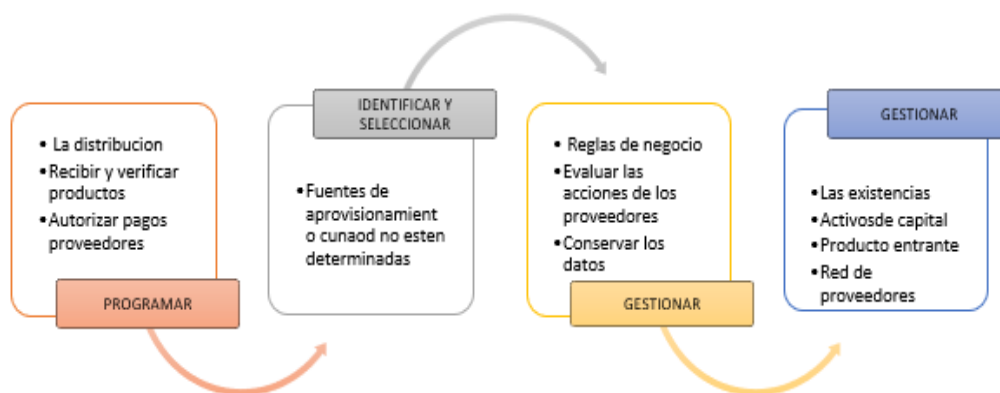 • La distribucion
•Recibir y verificar
productos
•Autorizar pagos
proveedores
PROGRAMAR
IDENTIFICAR Y
SELECCIONAR
•Fuentes de
aprovisionamient
o cunaod no esten
determinadas
• Reglas de negocio
•Evaluar las
acciones de los
proveedores
•Conservar los
datos
GESTIONAR
GESTIONAR
•Las existencias
•Activosde capital
•Producto entrante
•Red de
proveedores